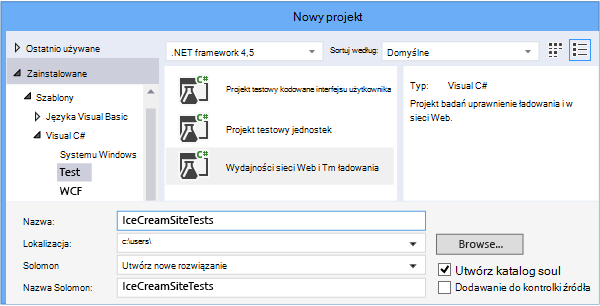 Nowy projekt
Ostatnio używane
.NET framework 4,5
Sortuj według:
Domyślne
Zainstalowane
Szablony
Języka Visual Basic
Visual C#
Systemu Windows
Test
WCF
C#
Projekt testowy kodowane interfejsu użytkownika
C#
Projekt testowy jednostek
C#
Wydajności sieci Web i Tm ładowania
Typ: Visual C#
Projekt badań uprawnienie ładowania i w
sieci Web.
Nazwa: IceCreamSiteTests
Lokalizacja: c:\users\
Browse...
Solomon Utwórz nowe rozwiązanie
Utwórz katalog soul
Nazwa Solomon: IceCreamSiteTests
Dodawanie do kontrolki źródła